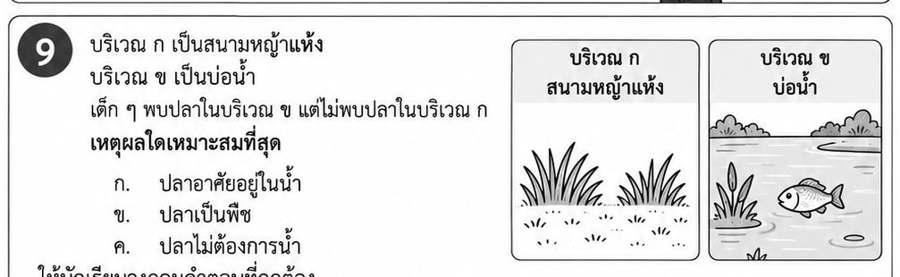 9
บริเวณ ก เป็นสนามหญ้าแห้ง
บริเวณ ข เป็นบ่อน้ำ
เด็ก ๆ พบปลาในบริเวณ ข แต่ไม่พบปลาในบริเวณ ก
เหตุผลใดเหมาะสมที่สุด
ก. ปลาอาศัยอยู่ในน้ำ
ข. ปลาเป็นพืช
ค. ปลาไม่ต้องการน้ำ
บริเวณ ก
สนามหญ้าแห้ง
บริเวณ ข
บ่อน้ำ